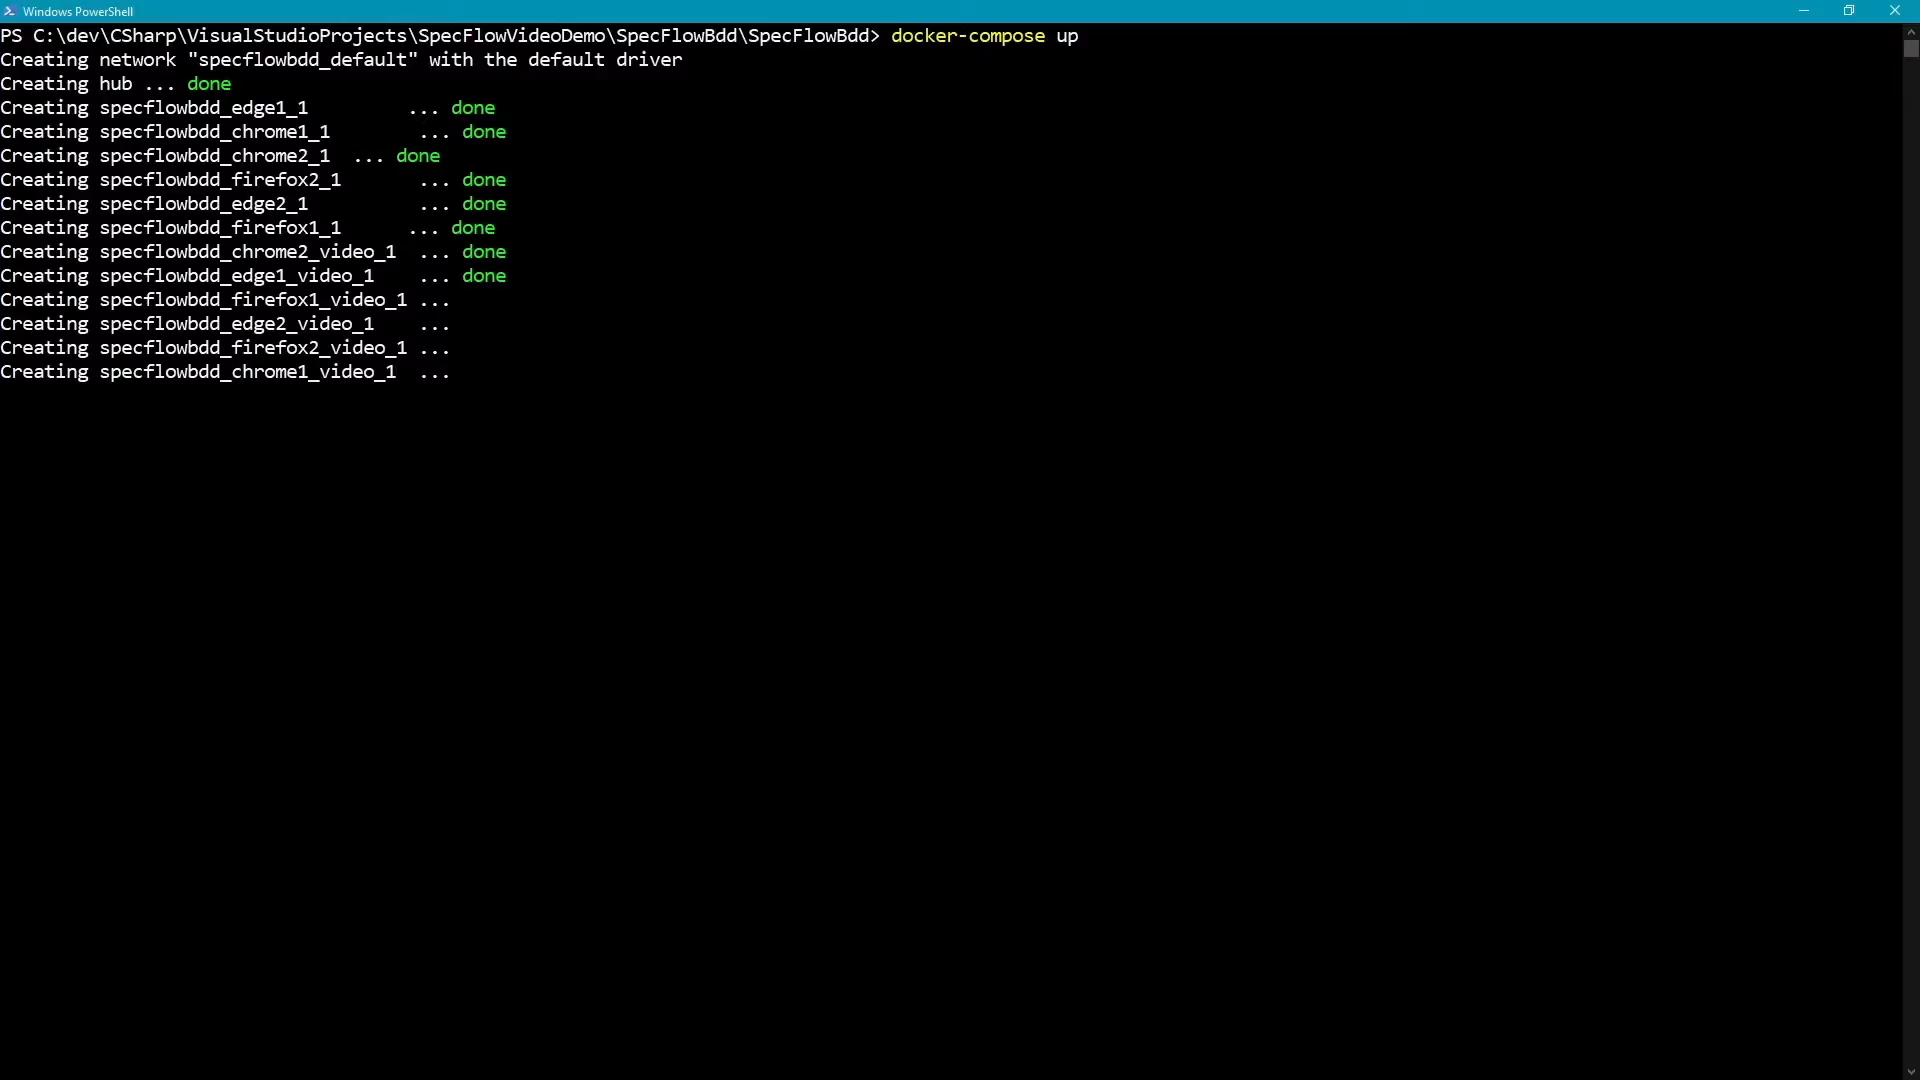 Windows PowerShell
PS C:\dev\CSharp\VisualStudioProjects\SpecFlowVideoDemo\SpecFlowBdd\SpecFlowBdd> docker-compose up
Creating network "specflowbdd_default" with the default driver
Creating hub ... done
Creating specflowbdd_edge1_1         ... done
Creating specflowbdd_chrome1_1        ... done
Creating specflowbdd_chrome2_1  ... done
Creating specflowbdd_firefox2_1       ... done
Creating specflowbdd_edge2_1          ... done
Creating specflowbdd_firefox1_1      ... done
Creating specflowbdd_chrome2_video_1  ... done
Creating specflowbdd_edge1_video_1    ... done
Creating specflowbdd_firefox1_video_1 ...
Creating specflowbdd_edge2_video_1    ...
Creating specflowbdd_firefox2_video_1 ...
Creating specflowbdd_chrome1_video_1  ...